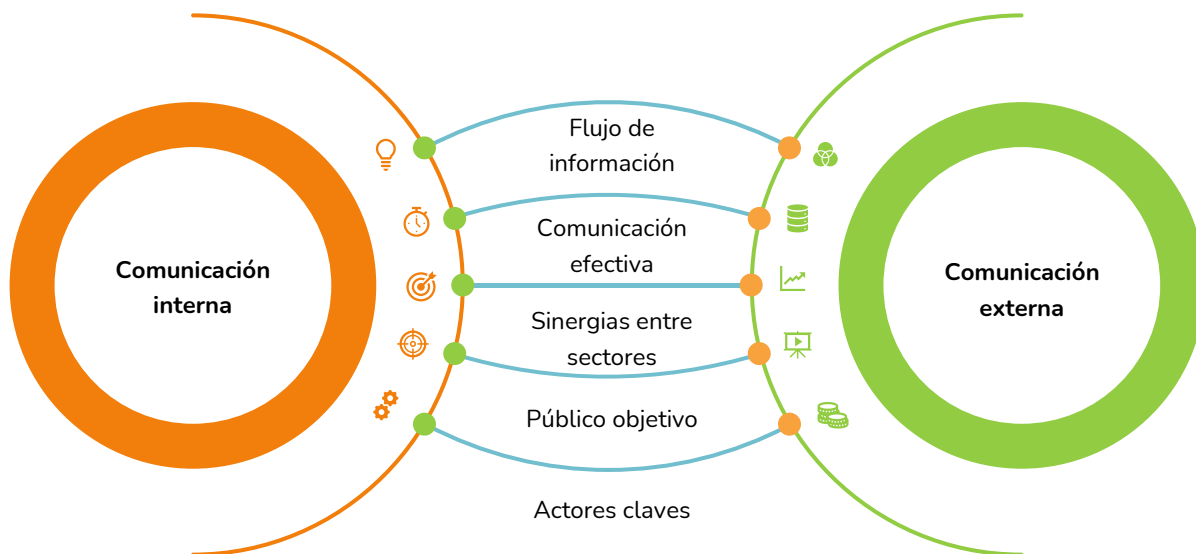 Comunicación
interna
Flujo de
información
Comunicación
efectiva
Sinergias entre
sectores
Público objetivo
Actores claves
Comunicación
externa